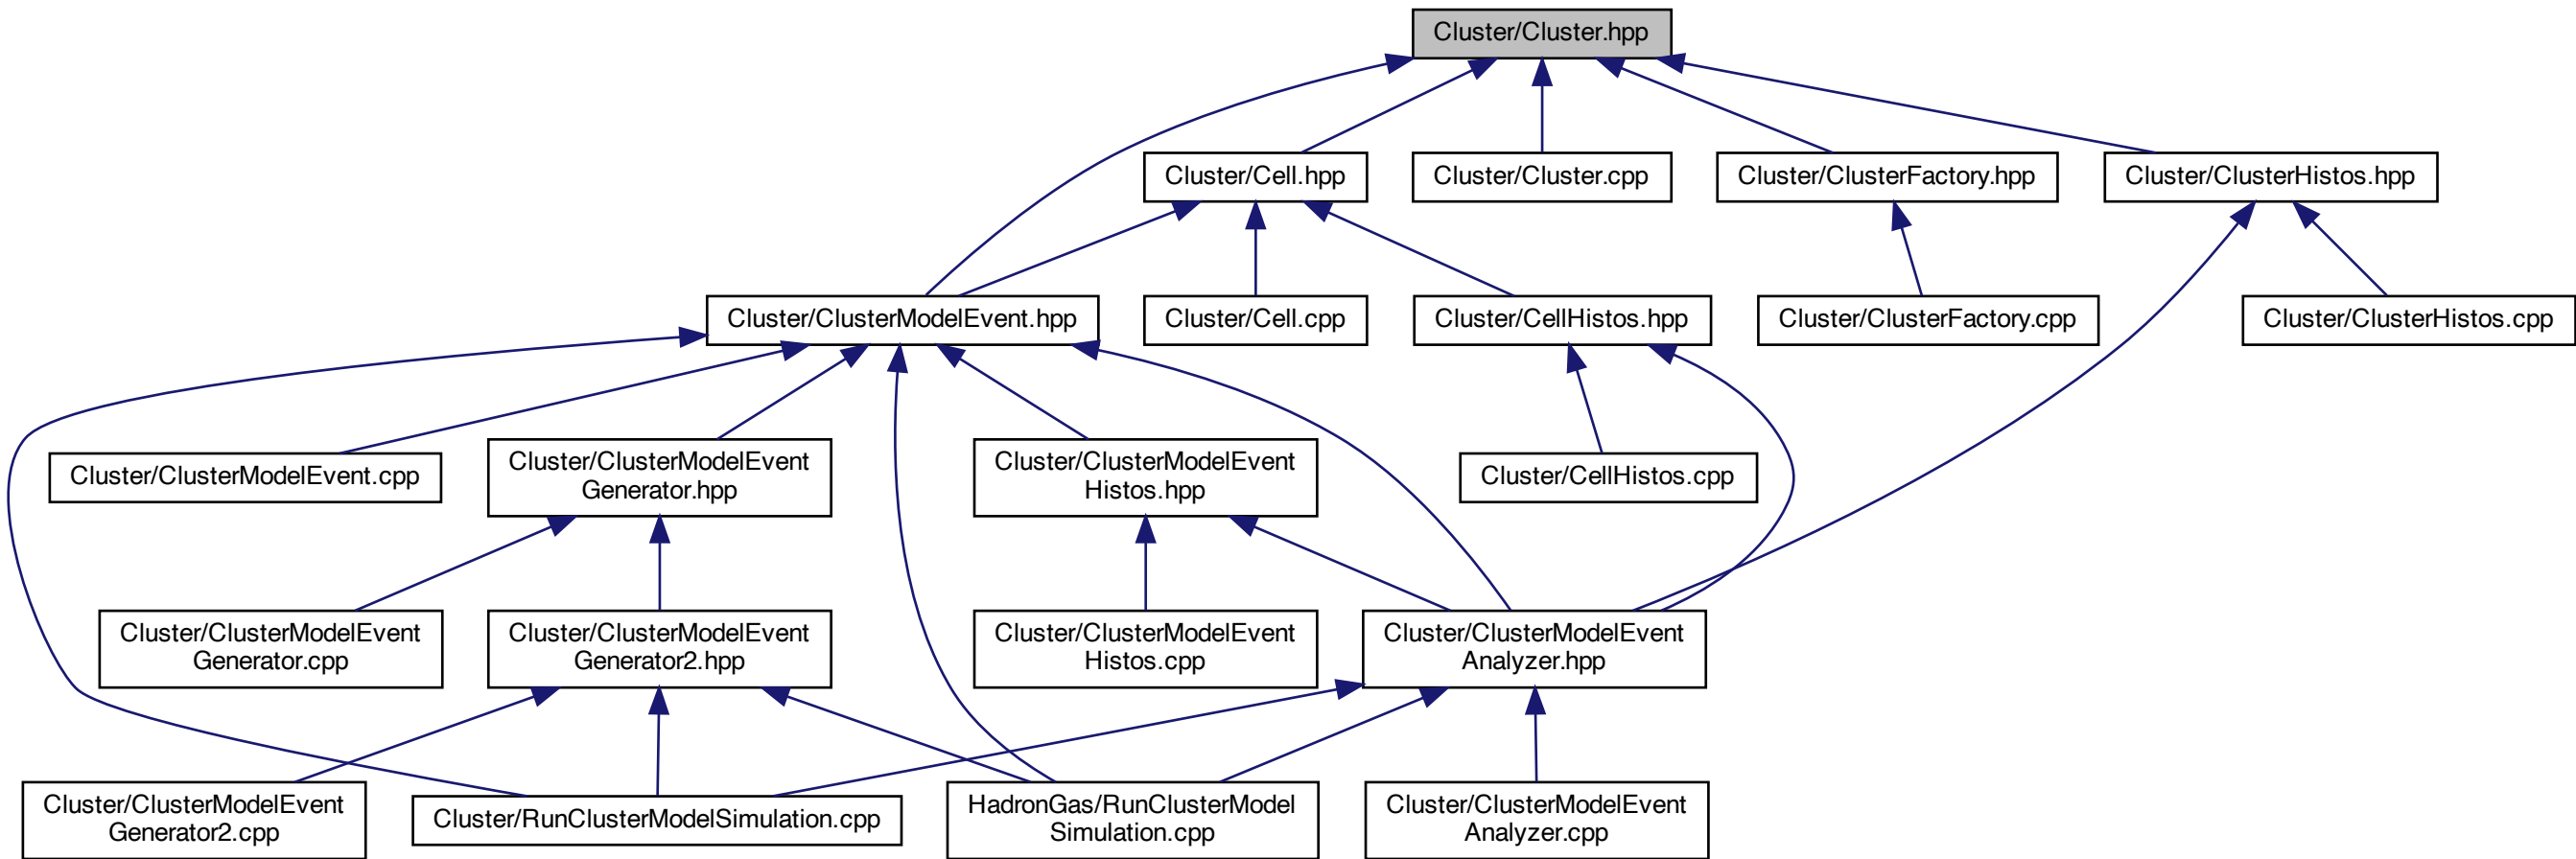 Cluster/Cluster.hpp
Cluster/Cell.hpp
Cluster/Cluster.cpp
Cluster/ClusterFactory.hpp
Cluster/ClusterHistos.hpp
Cluster/ClusterModelEvent.hpp
Cluster/Cell.cpp
Cluster/CellHistos.hpp
Cluster/ClusterFactory.cpp
Cluster/ClusterHistos.cpp
Cluster/ClusterModelEvent.cpp
Cluster/ClusterModelEvent
Generator.hpp
Cluster/ClusterModelEvent
Histos.hpp
Cluster/CellHistos.cpp
Cluster/ClusterModelEvent
Generator.cpp
Cluster/ClusterModelEvent
Generator2.hpp
Cluster/ClusterModelEvent
Histos.cpp
Cluster/ClusterModelEvent
Analyzer.hpp
Cluster/ClusterModelEvent
Generator2.cpp
Cluster/RunClusterModelSimulation.cpp
HadronGas/RunClusterModel
Simulation.cpp
Cluster/ClusterModelEvent
Analyzer.cpp